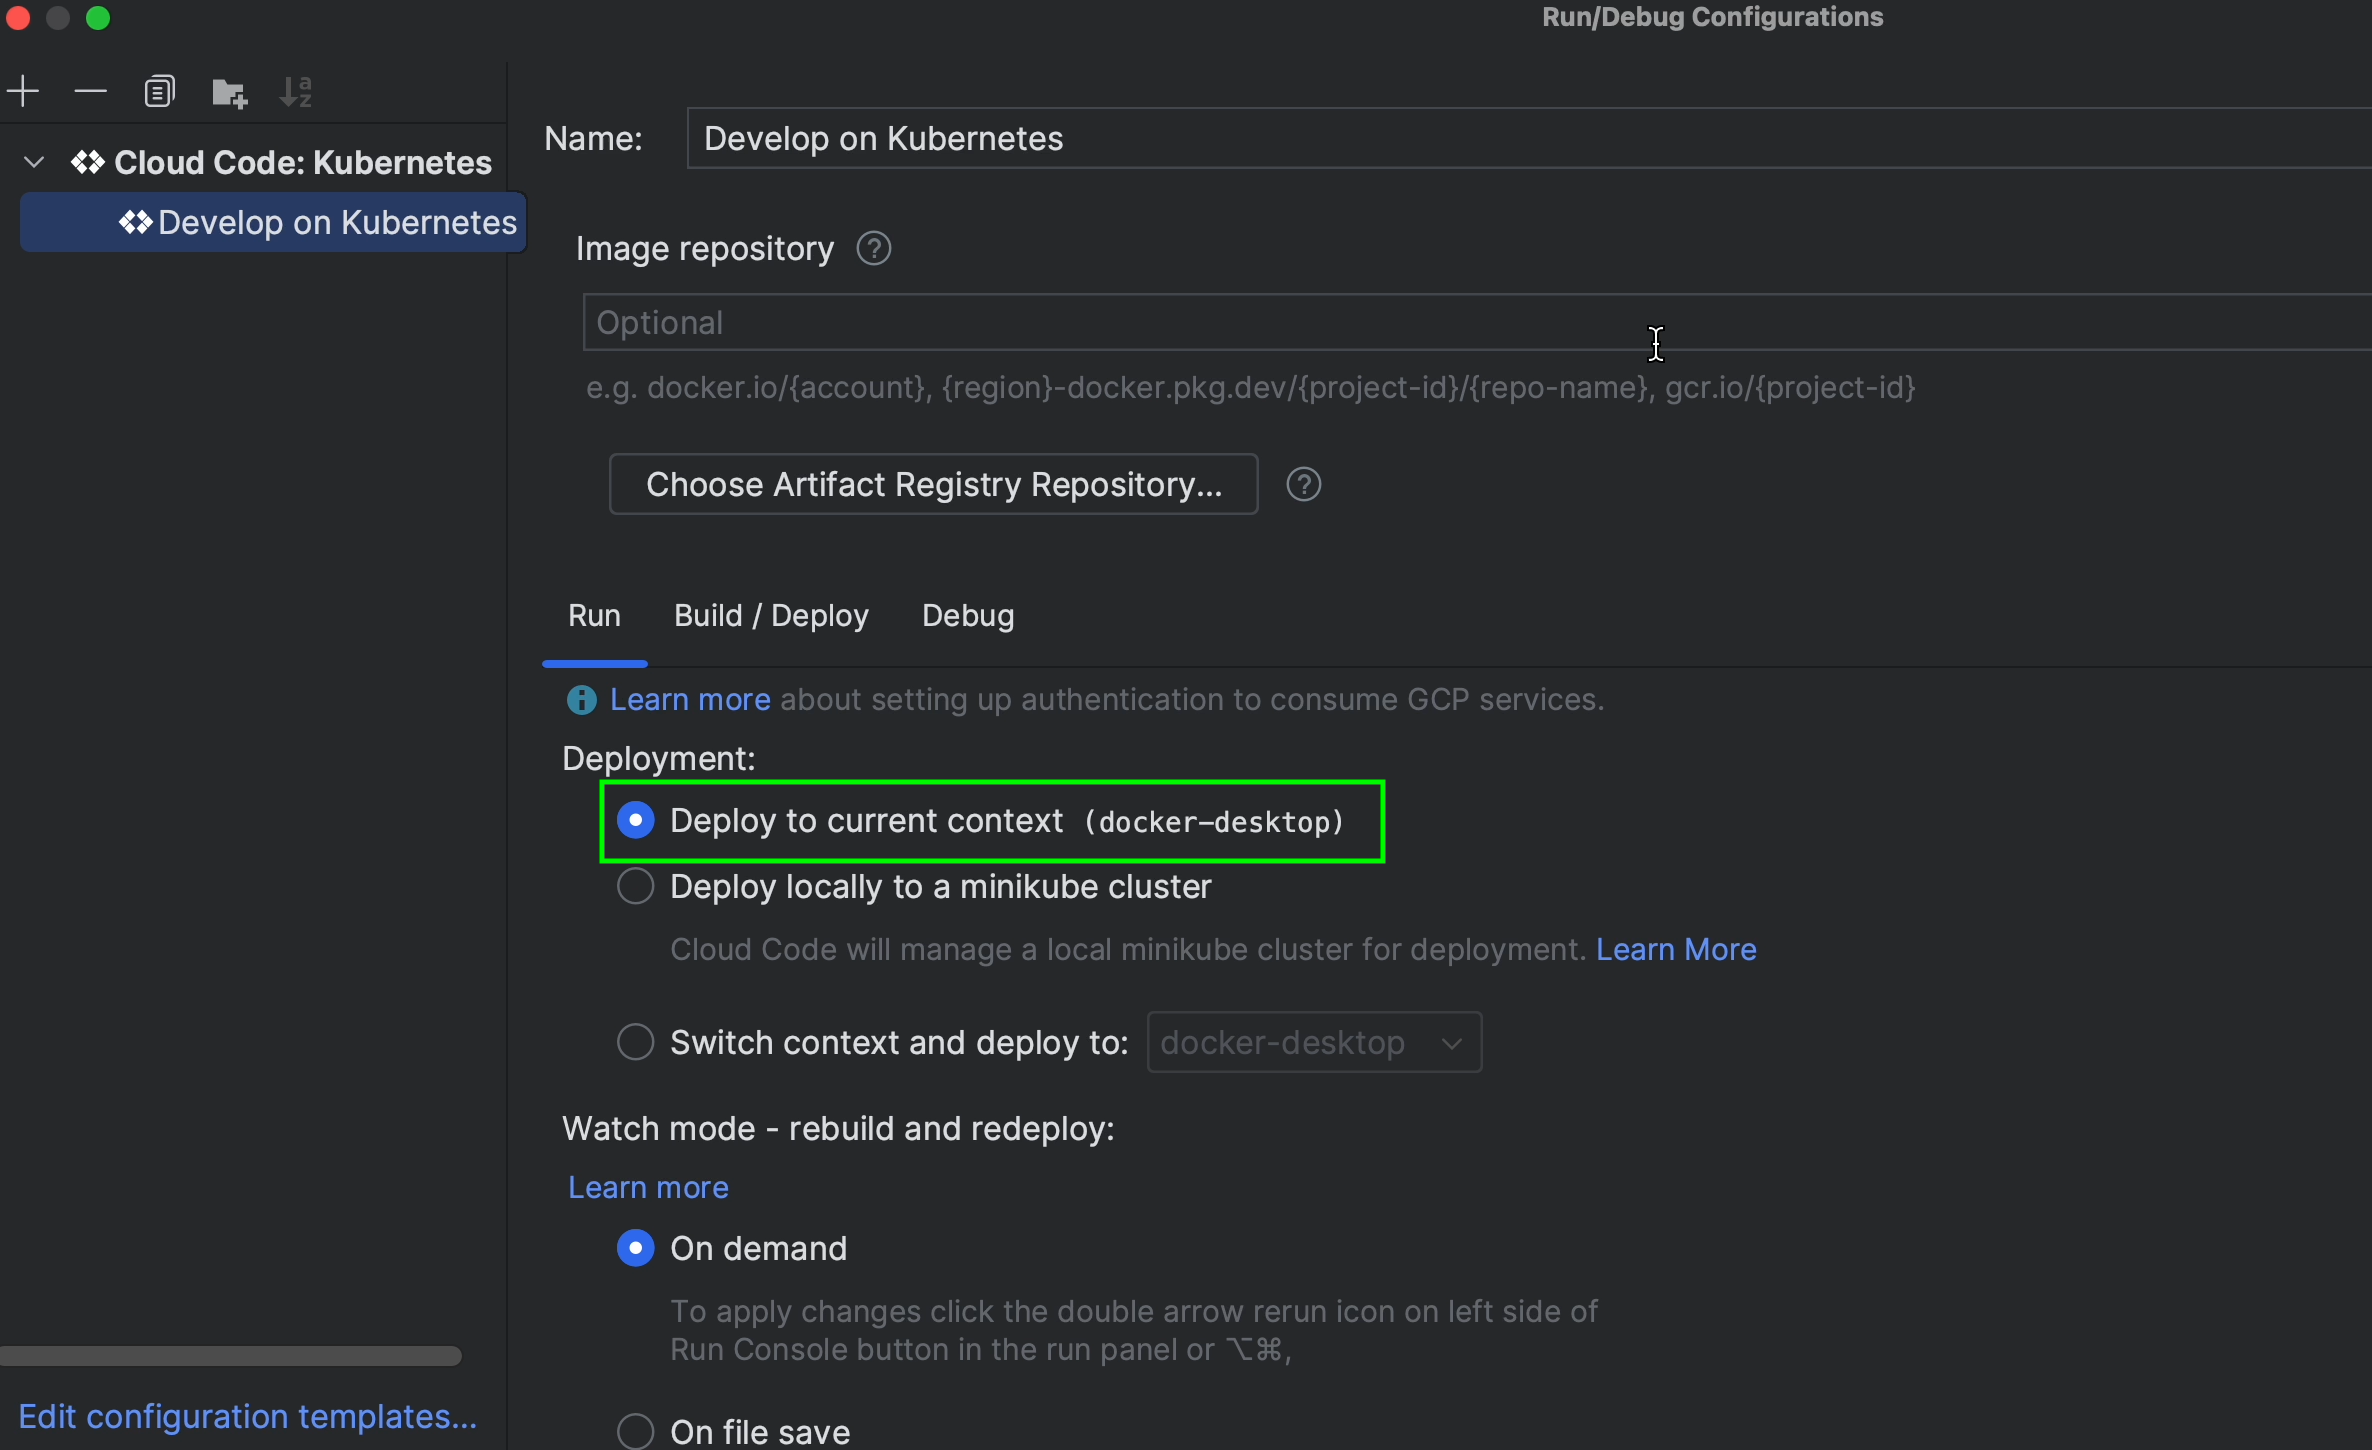 Run/Debug Configurations
Cloud Code: Kubernetes
Develop on Kubernetes
Edit configuration templates...
Name: Develop on Kubernetes
Image repository ?
Optional
e.g. docker.io/{account}, {region}-docker.pkg.dev/{project-id}/{repo-name}, gcr.io/{project-id}
Choose Artifact Registry Repository... ?
Run Build / Deploy Debug
Learn more about setting up authentication to consume GCP services.
Deployment:
Deploy to current context (docker-desktop)
Deploy locally to a minikube cluster
Cloud Code will manage a local minikube cluster for deployment. Learn More
Switch context and deploy to: docker-desktop
Watch mode - rebuild and redeploy:
Learn more
On demand
To apply changes click the double arrow rerun icon on left side of
Run Console button in the run panel or ⌥⌘,
On file save